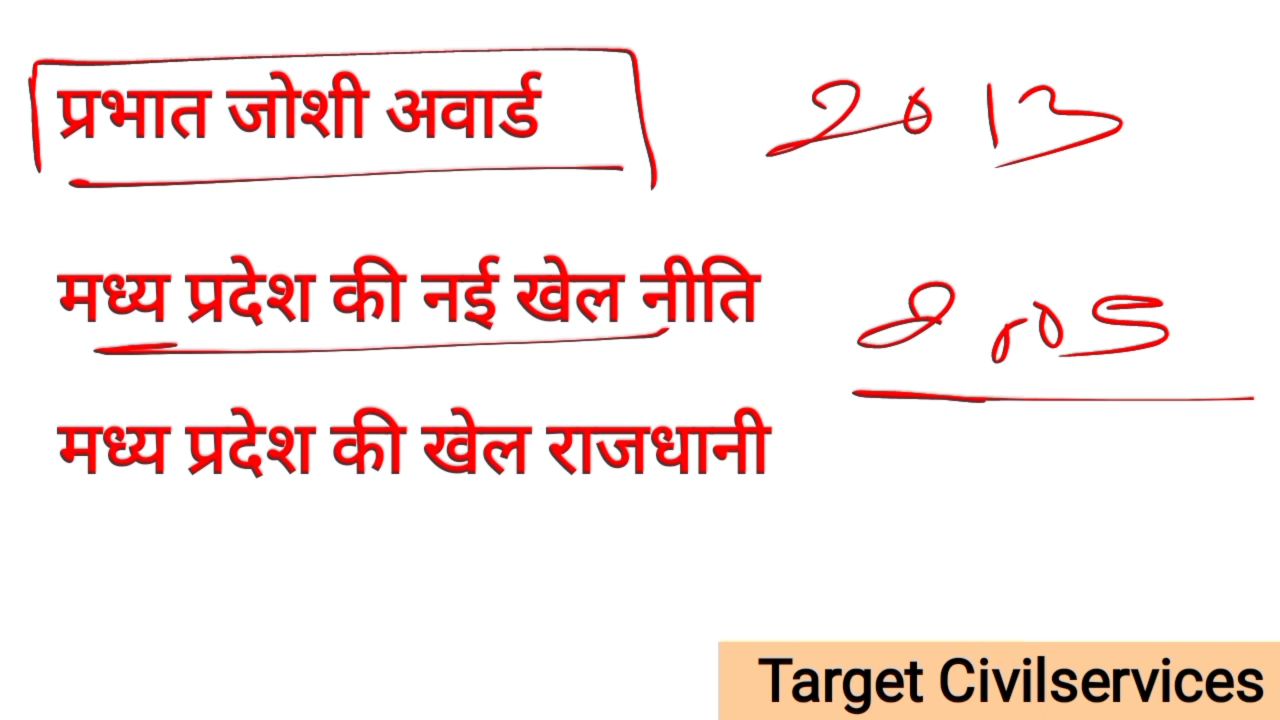 प्रभात जोशी अवार्ड 2013
मध्य प्रदेश की नई खेल नीति 2005
मध्य प्रदेश की खेल राजधानी
Target Civilservices